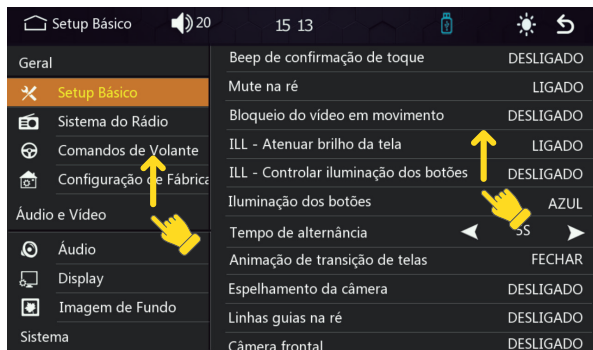 Setup Básico 20 15 13
Geral
Setup Básico
Sistema do Rádio
Comandos de Volante
Configuração de Fábrica
Áudio e Vídeo
Áudio
Display
Imagem de Fundo
Sistema
Beep de confirmação de toque DESLIGADO
Mute na ré LIGADO
Bloqueio do vídeo em movimento DESLIGADO
ILL - Atenuar brilho da tela LIGADO
ILL - Controlar iluminação dos botões DESLIGADO
Iluminação dos botões AZUL
Tempo de alternância 5S
Animação de transição de telas FECHAR
Espelhamento da câmera DESLIGADO
Linhas guias na ré DESLIGADO
Câmera frontal DESLIGADO